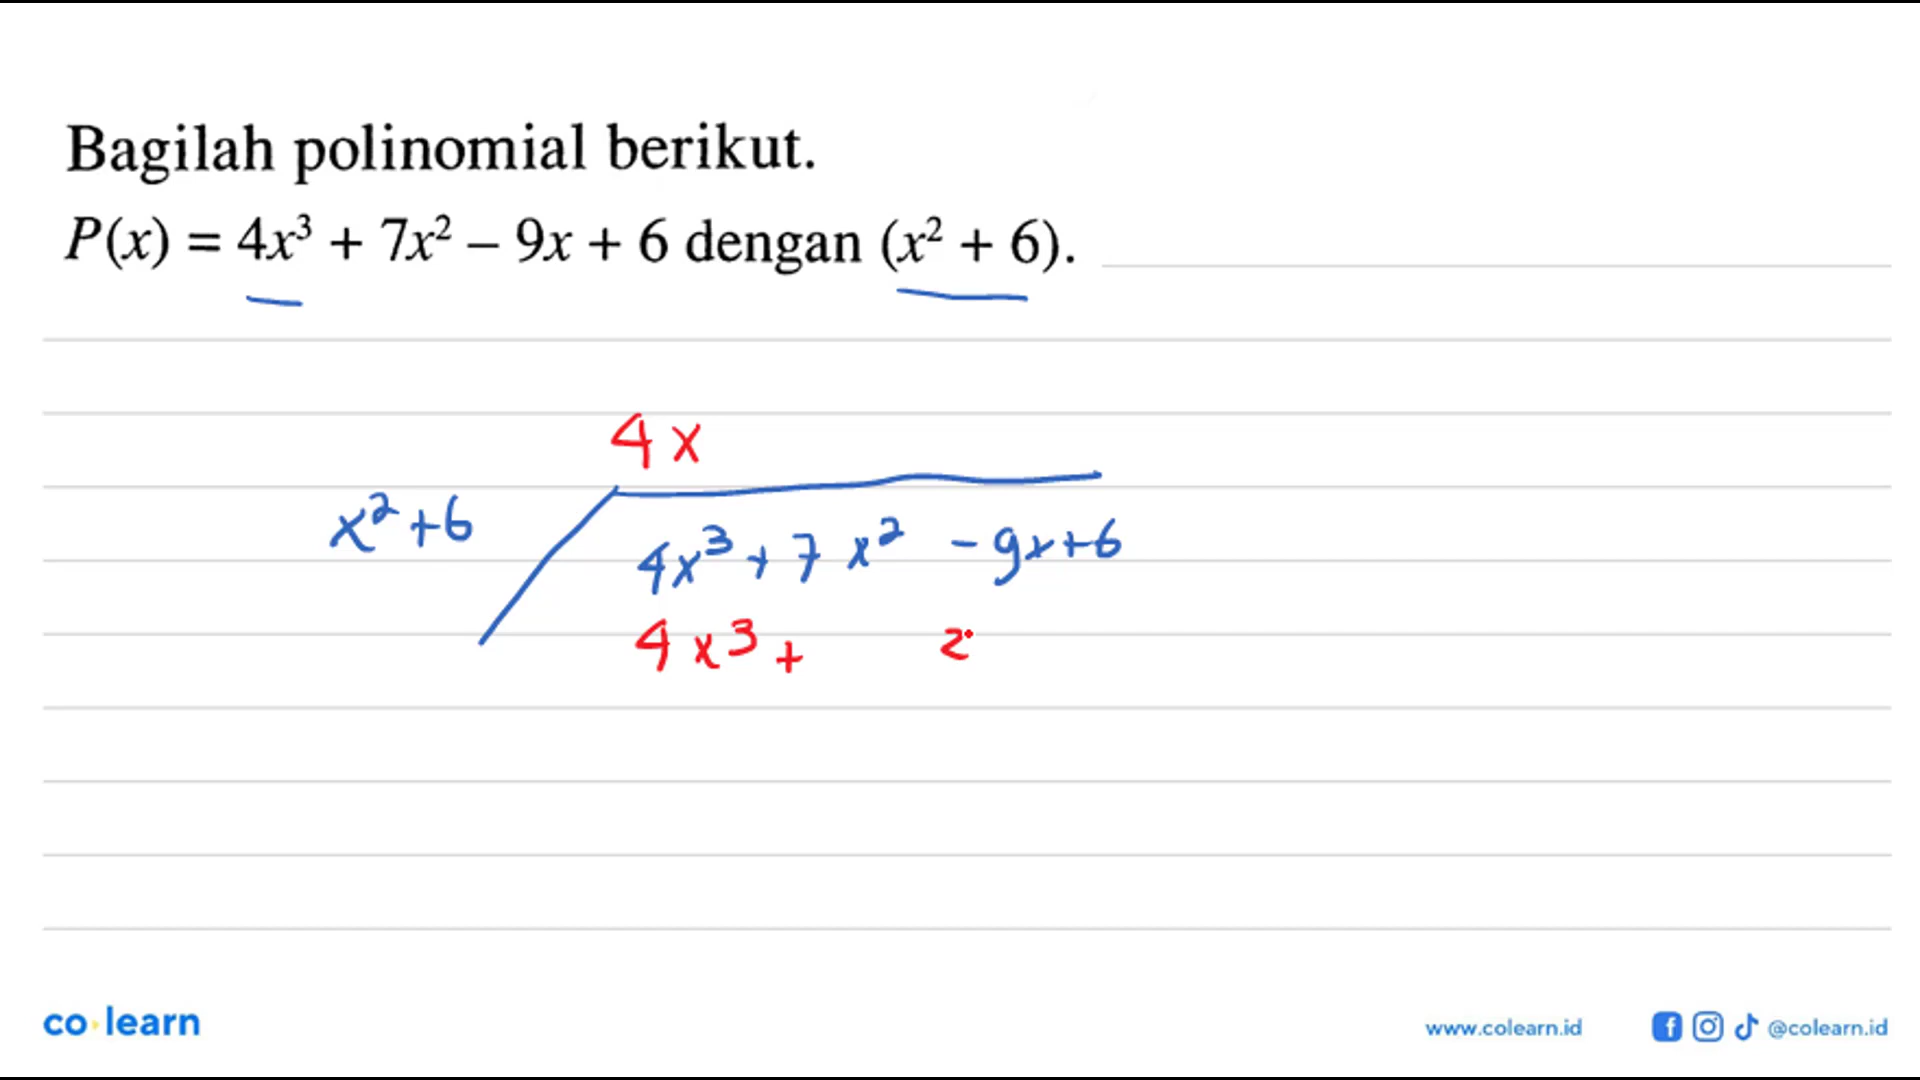 Bagilah polinomial berikut.
P(x) = 4x³ + 7x² – 9x + 6 dengan (x² + 6).
4x
x²+6 4x³+7x² -9x+6
4x³+ 2
co learn
www.colearn.id @colearn.id